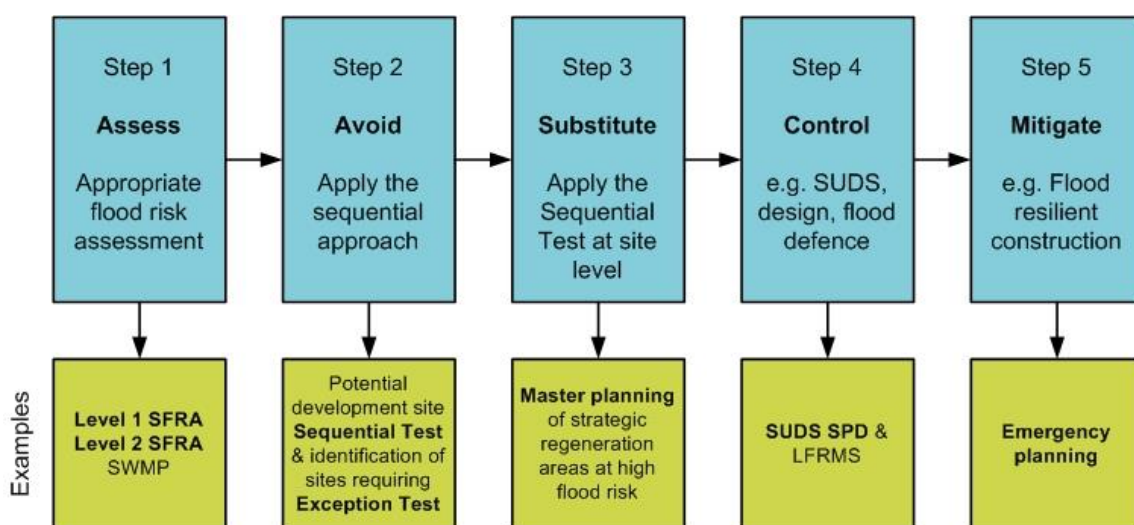 Step 1
Assess
Appropriate
flood risk
assessment
Step 2
Avoid
Apply the
sequential
approach
Step 3
Substitute
Apply the
Sequential
Test at site
level
Step 4
Control
e.g. SUDS,
design, flood
defence
Step 5
Mitigate
e.g. Flood
resilient
construction
Examples
Level 1 SFRA
Level 2 SFRA
SWMP
Potential
development site
Sequential Test
& identification of
sites requiring
Exception Test
Master planning
of strategic
regeneration
areas at high
flood risk
SUDS SPD &
LFRMS
Emergency
planning